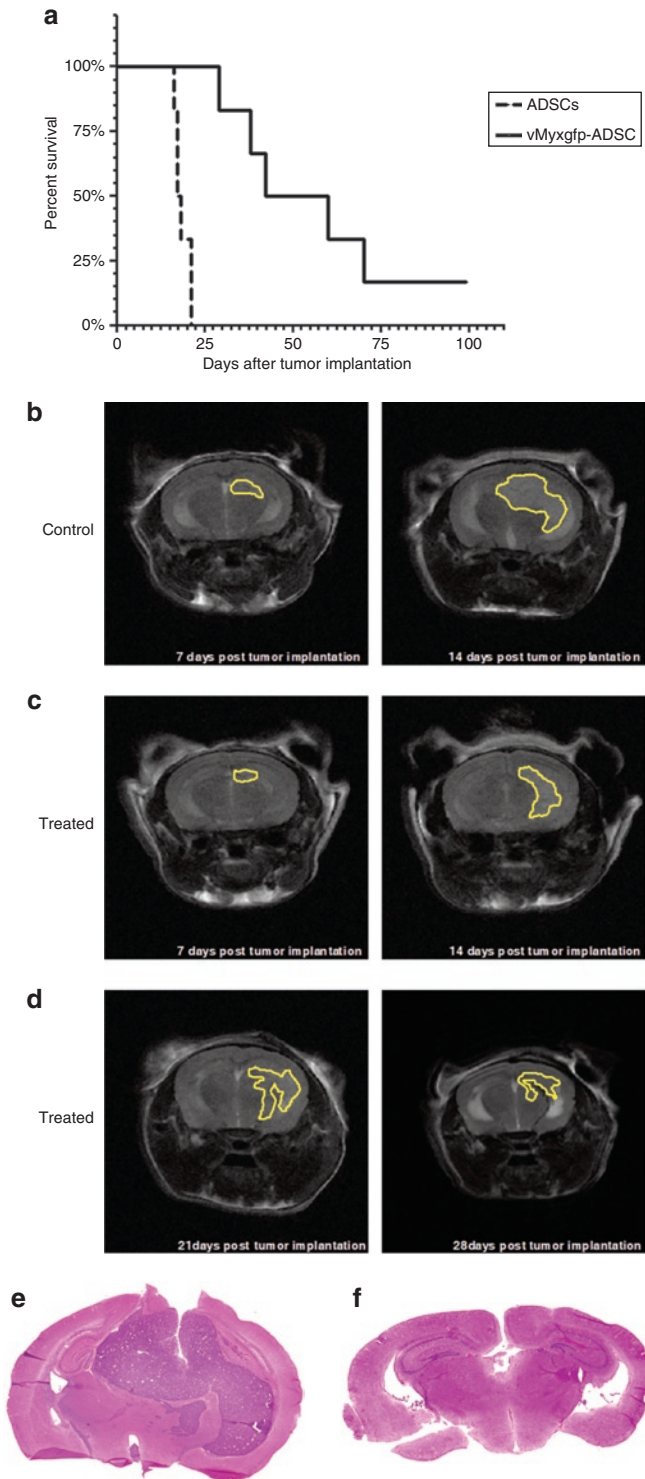 a
100%
75%
50%
25%
0%
Percent survival
0 25 50 75 100
Days after tumor implantation
ADSCs
vMyxgfp-ADSC
b
Control
7 days post tumor implantation
14 days post tumor implantation
c
Treated
7 days post tumor implantation
14 days post tumor implantation
d
Treated
21days post tumor implantation
28days post tumor implantation
e
f